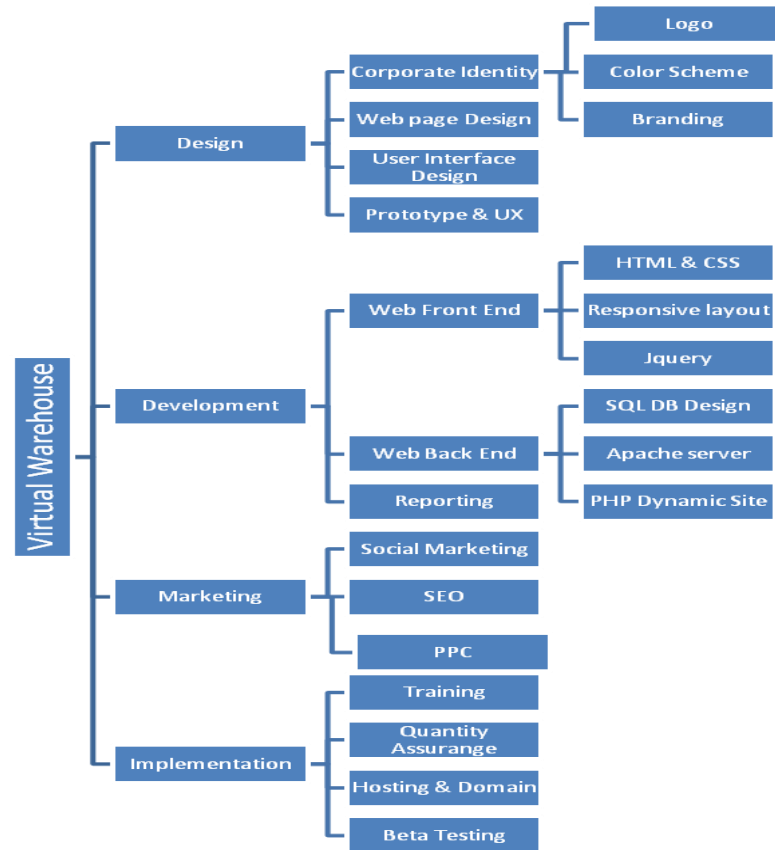 Virtual Warehouse
Design
Corporate Identity
Logo
Color Scheme
Branding
Web page Design
User Interface
Design
Prototype & UX
Development
Web Front End
HTML & CSS
Responsive layout
Jquery
Web Back End
SQL DB Design
Apache server
PHP Dynamic Site
Reporting
Marketing
Social Marketing
SEO
PPC
Implementation
Training
Quantity
Assurange
Hosting & Domain
Beta Testing